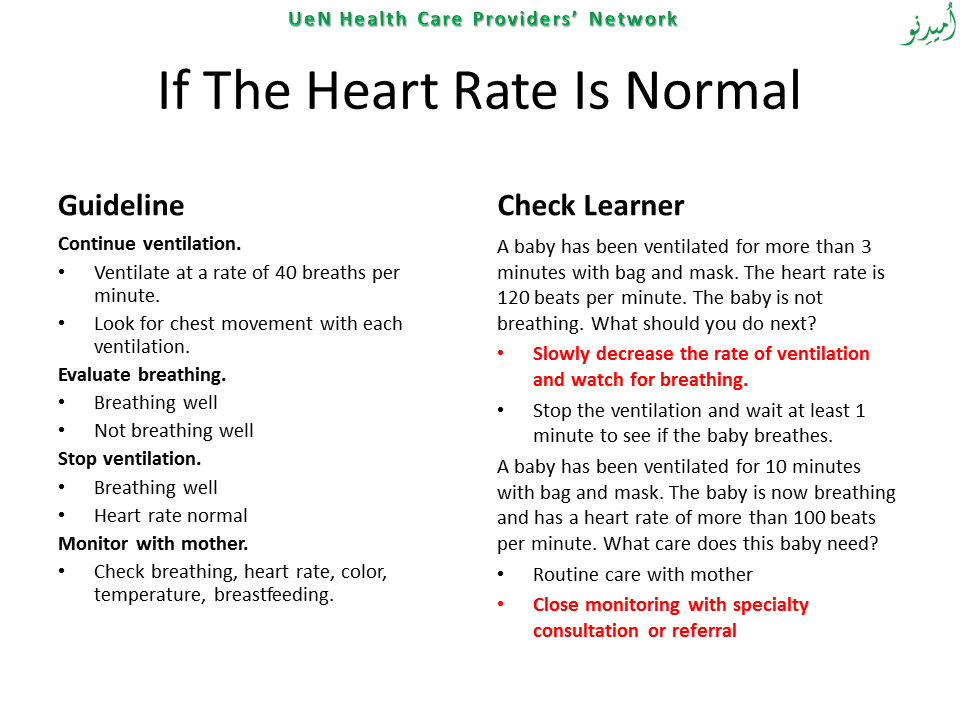 UeN Health Care Providers’ Network
اُميدِنو
If The Heart Rate Is Normal
Guideline
Continue ventilation.
• Ventilate at a rate of 40 breaths per
minute.
• Look for chest movement with each
ventilation.
Evaluate breathing.
• Breathing well
• Not breathing well
Stop ventilation.
• Breathing well
• Heart rate normal
Monitor with mother.
• Check breathing, heart rate, color,
temperature, breastfeeding.
Check Learner
A baby has been ventilated for more than 3
minutes with bag and mask. The heart rate is
120 beats per minute. The baby is not
breathing. What should you do next?
• Slowly decrease the rate of ventilation
and watch for breathing.
• Stop the ventilation and wait at least 1
minute to see if the baby breathes.
A baby has been ventilated for 10 minutes
with bag and mask. The baby is now breathing
and has a heart rate of more than 100 beats
per minute. What care does this baby need?
• Routine care with mother
• Close monitoring with specialty
consultation or referral